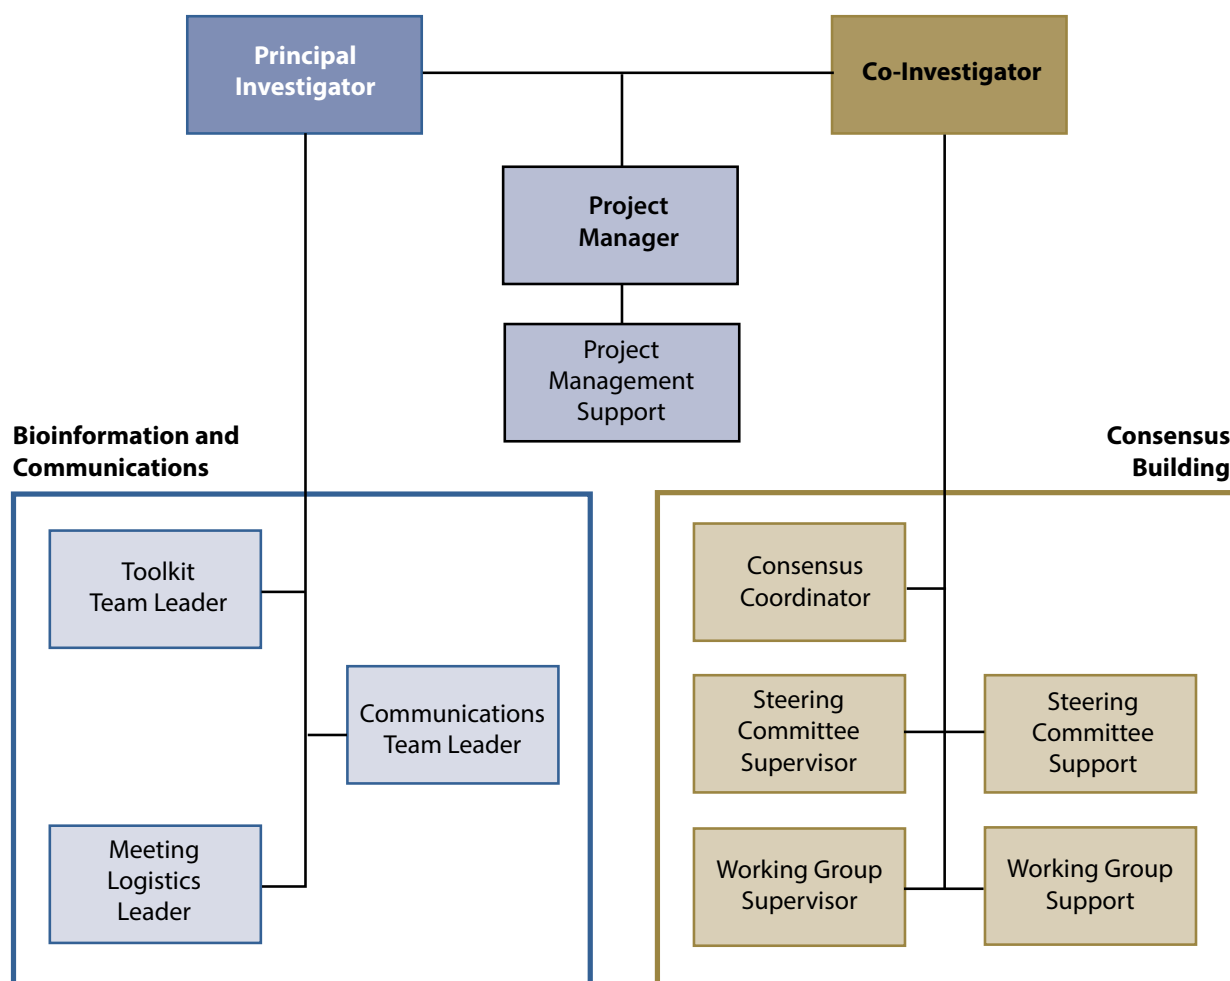 Principal
Investigator
Co-Investigator
Project
Manager
Project
Management
Support
Bioinformation and
Communications
Consensus
Building
Toolkit
Team Leader
Communications
Team Leader
Meeting
Logistics
Leader
Consensus
Coordinator
Steering
Committee
Supervisor
Steering
Committee
Support
Working Group
Supervisor
Working Group
Support